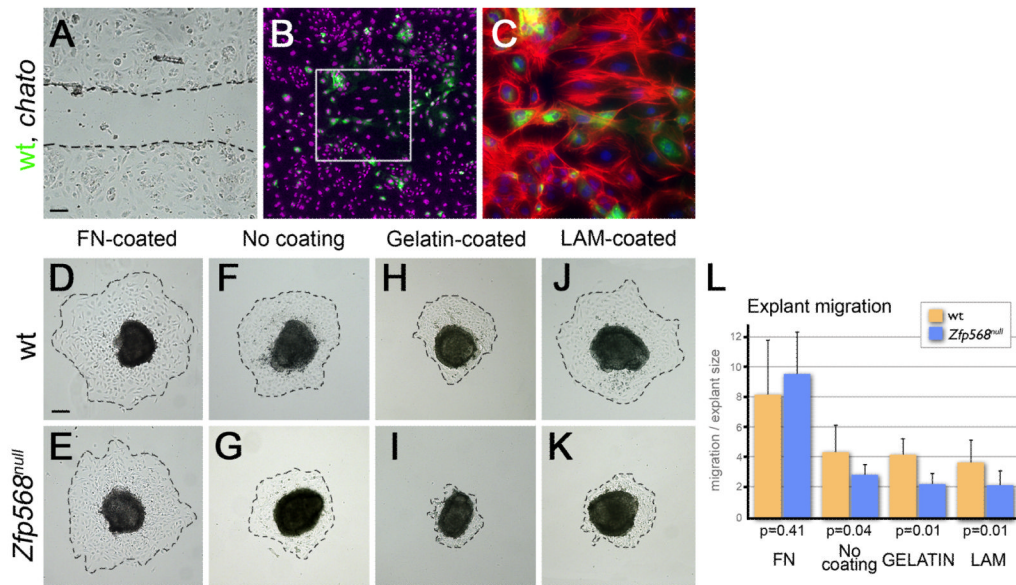 A
B
C
wt, chato
FN-coated
No coating
Gelatin-coated
LAM-coated
D
F
H
J
wt
E
G
I
K
Zfp568null
L
Explant migration
wt
Zfp568null
migration / explant size
12
10
8
6
4
2
0
p=0.41
p=0.04
p=0.01
p=0.01
FN
No
coating
GELATIN
LAM